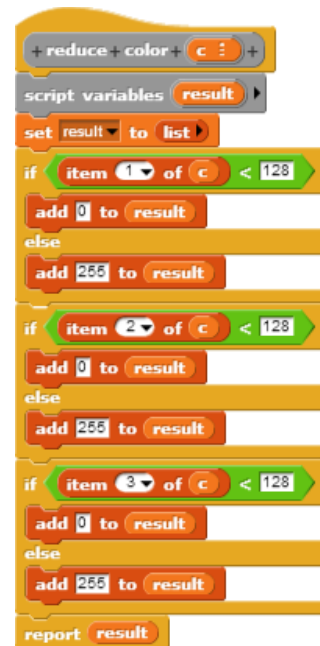 + reduce + color + c ⋮ +
script variables result
set result to list
if item 1 of c < 128
add 0 to result
else
add 255 to result
if item 2 of c < 128
add 0 to result
else
add 255 to result
if item 3 of c < 128
add 0 to result
else
add 255 to result
report result